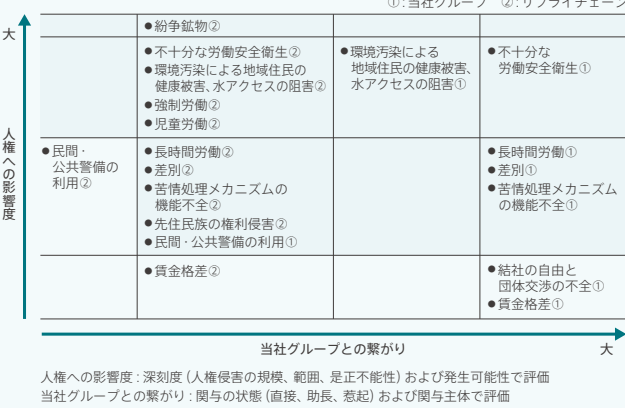 ①:当社グループ ②:サプライチェーン
大
人権への影響度
●紛争鉱物②
●不十分な労働安全衛生②
●環境汚染による地域住民の
健康被害、水アクセスの阻害②
●強制労働②
●児童労働②
●環境汚染による
地域住民の健康被害、
水アクセスの阻害①
●不十分な
労働安全衛生①
●民間・
公共警備の
利用②
●長時間労働②
●差別②
●苦情処理メカニズムの
機能不全②
●先住民族の権利侵害②
●民間・公共警備の利用①
●長時間労働①
●差別①
●苦情処理メカニズム
の機能不全①
●賃金格差②
●結社の自由と
団体交渉の不全①
●賃金格差①
当社グループとの繋がり
大
人権への影響度:深刻度(人権侵害の規模、範囲、是正不能性)および発生可能性で評価
当社グループとの繋がり:関与の状態(直接、助長、惹起)および関与主体で評価